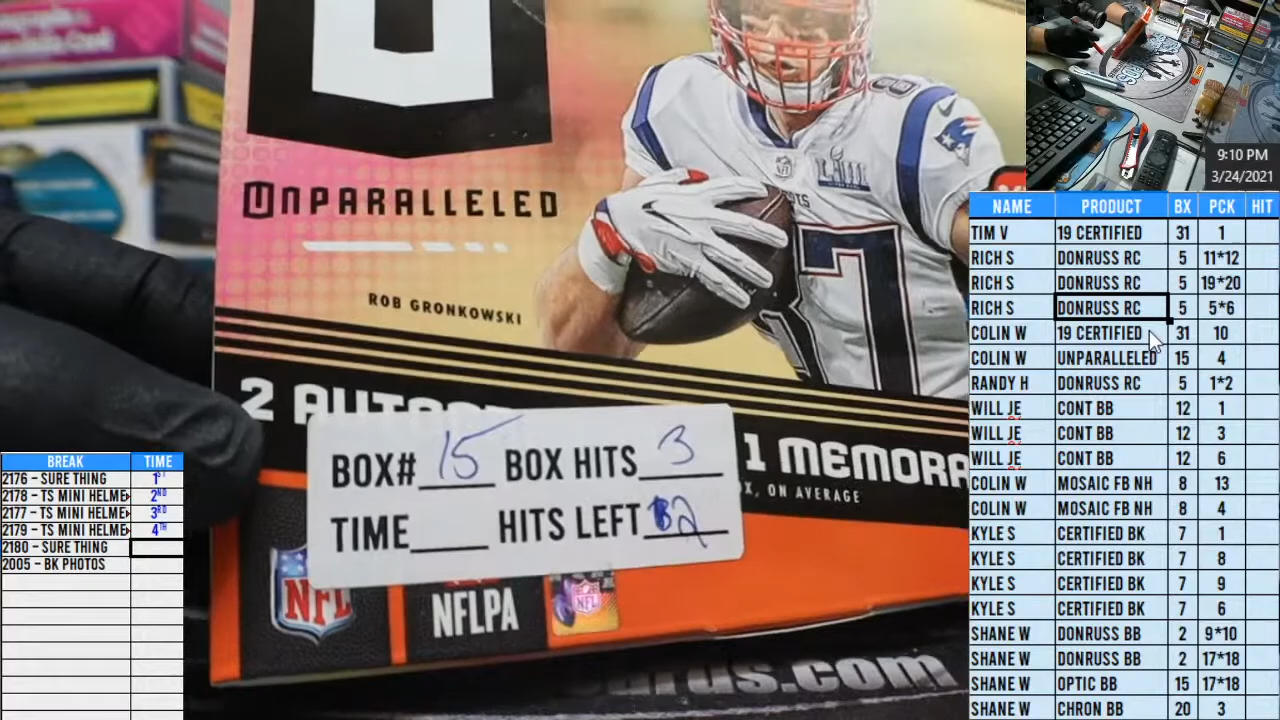 UNPARALLELED
ROB GRONKOWSKI
8
LIII
87
1 MEMORA
X, ON AVERAGE
BOX# 15 BOX HITS 3
TIME HITS LEFT 2
NFL
NFLPA
NFL
ards.com
9:10 PM
3/24/2021
NAME PRODUCT BX PCK HIT
TIM V 19 CERTIFIED 31 1
RICH S DONRUSS RC 5 11*12
RICH S DONRUSS RC 5 19*20
RICH S DONRUSS RC 5 5*6
COLIN W 19 CERTIFIED 31 10
COLIN W UNPARALLELED 15 4
RANDY H DONRUSS RC 5 1*2
WILL JE CONT BB 12 1
WILL JE CONT BB 12 3
WILL JE CONT BB 12 6
COLIN W MOSAIC FB NH 8 13
COLIN W MOSAIC FB NH 8 4
KYLE S CERTIFIED BK 7 1
KYLE S CERTIFIED BK 7 8
KYLE S CERTIFIED BK 7 9
KYLE S CERTIFIED BK 7 6
SHANE W DONRUSS BB 2 9*10
SHANE W DONRUSS BB 2 17*18
SHANE W OPTIC BB 15 17*18
SHANE W CHRON BB 20 3
BREAK TIME
2176 - SURE THING 1ST
2178 - TS MINI HELME 2ND
2177 - TS MINI HELME 3RD
2179 - TS MINI HELME 4TH
2180 - SURE THING
2005 - BK PHOTOS